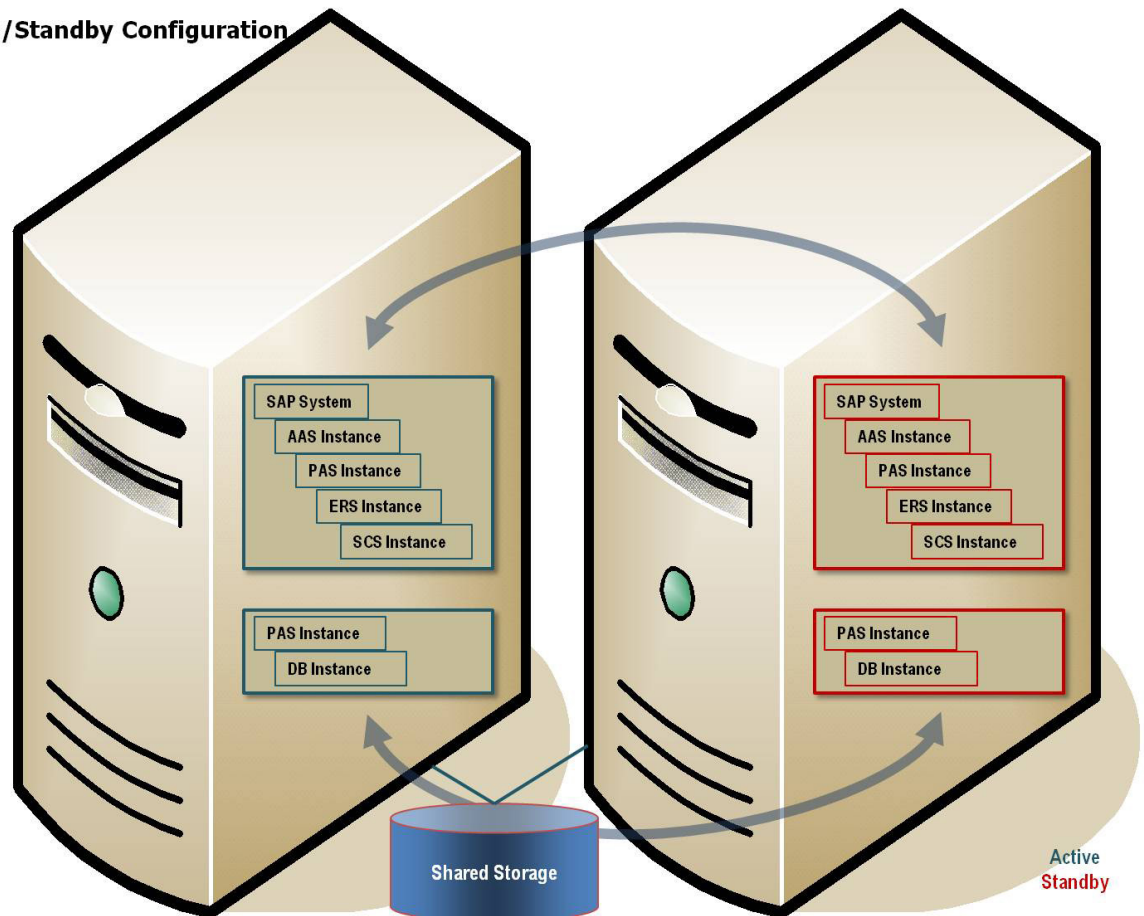 /Standby Configuration
SAP System
AAS Instance
PAS Instance
ERS Instance
SCS Instance
PAS Instance
DB Instance
SAP System
AAS Instance
PAS Instance
ERS Instance
SCS Instance
PAS Instance
DB Instance
Shared Storage
Active
Standby